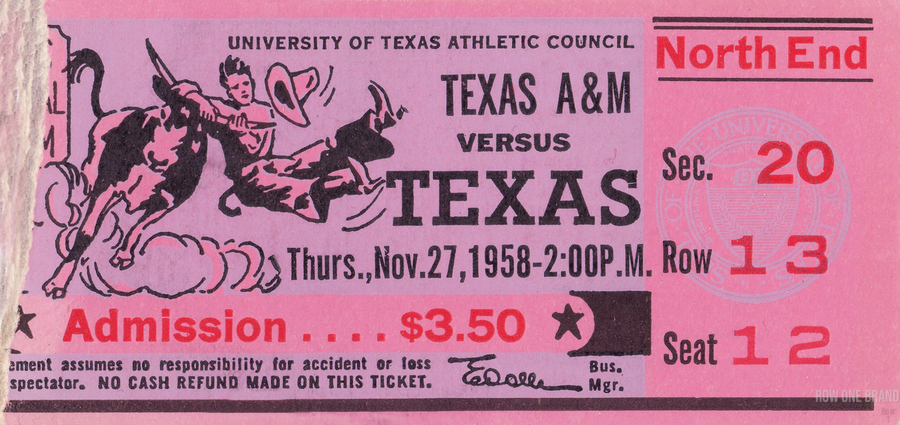 UNIVERSITY OF TEXAS ATHLETIC COUNCIL
TEXAS A&M
VERSUS
TEXAS
Thurs.,Nov.27,1958-2:00P.M.
Admission .... $3.50
ement assumes no responsibility for accident or loss
spectator. NO CASH REFUND MADE ON THIS TICKET.
Bus.
Mgr.
North End
Sec. 20
Row 13
Seat 12
ROW ONE BRAND